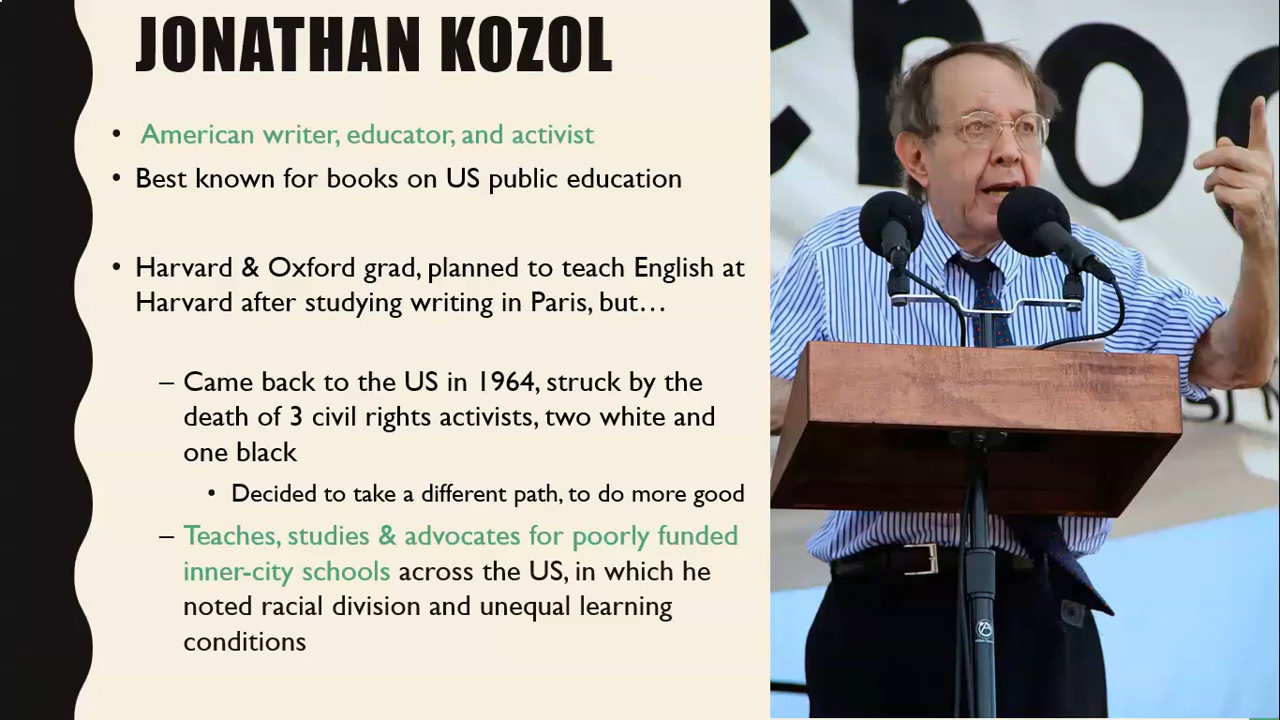 JONATHAN KOZOL
• American writer, educator, and activist
• Best known for books on US public education
• Harvard & Oxford grad, planned to teach English at
Harvard after studying writing in Paris, but…
– Came back to the US in 1964, struck by the
death of 3 civil rights activists, two white and
one black
• Decided to take a different path, to do more good
– Teaches, studies & advocates for poorly funded
inner-city schools across the US, in which he
noted racial division and unequal learning
conditions